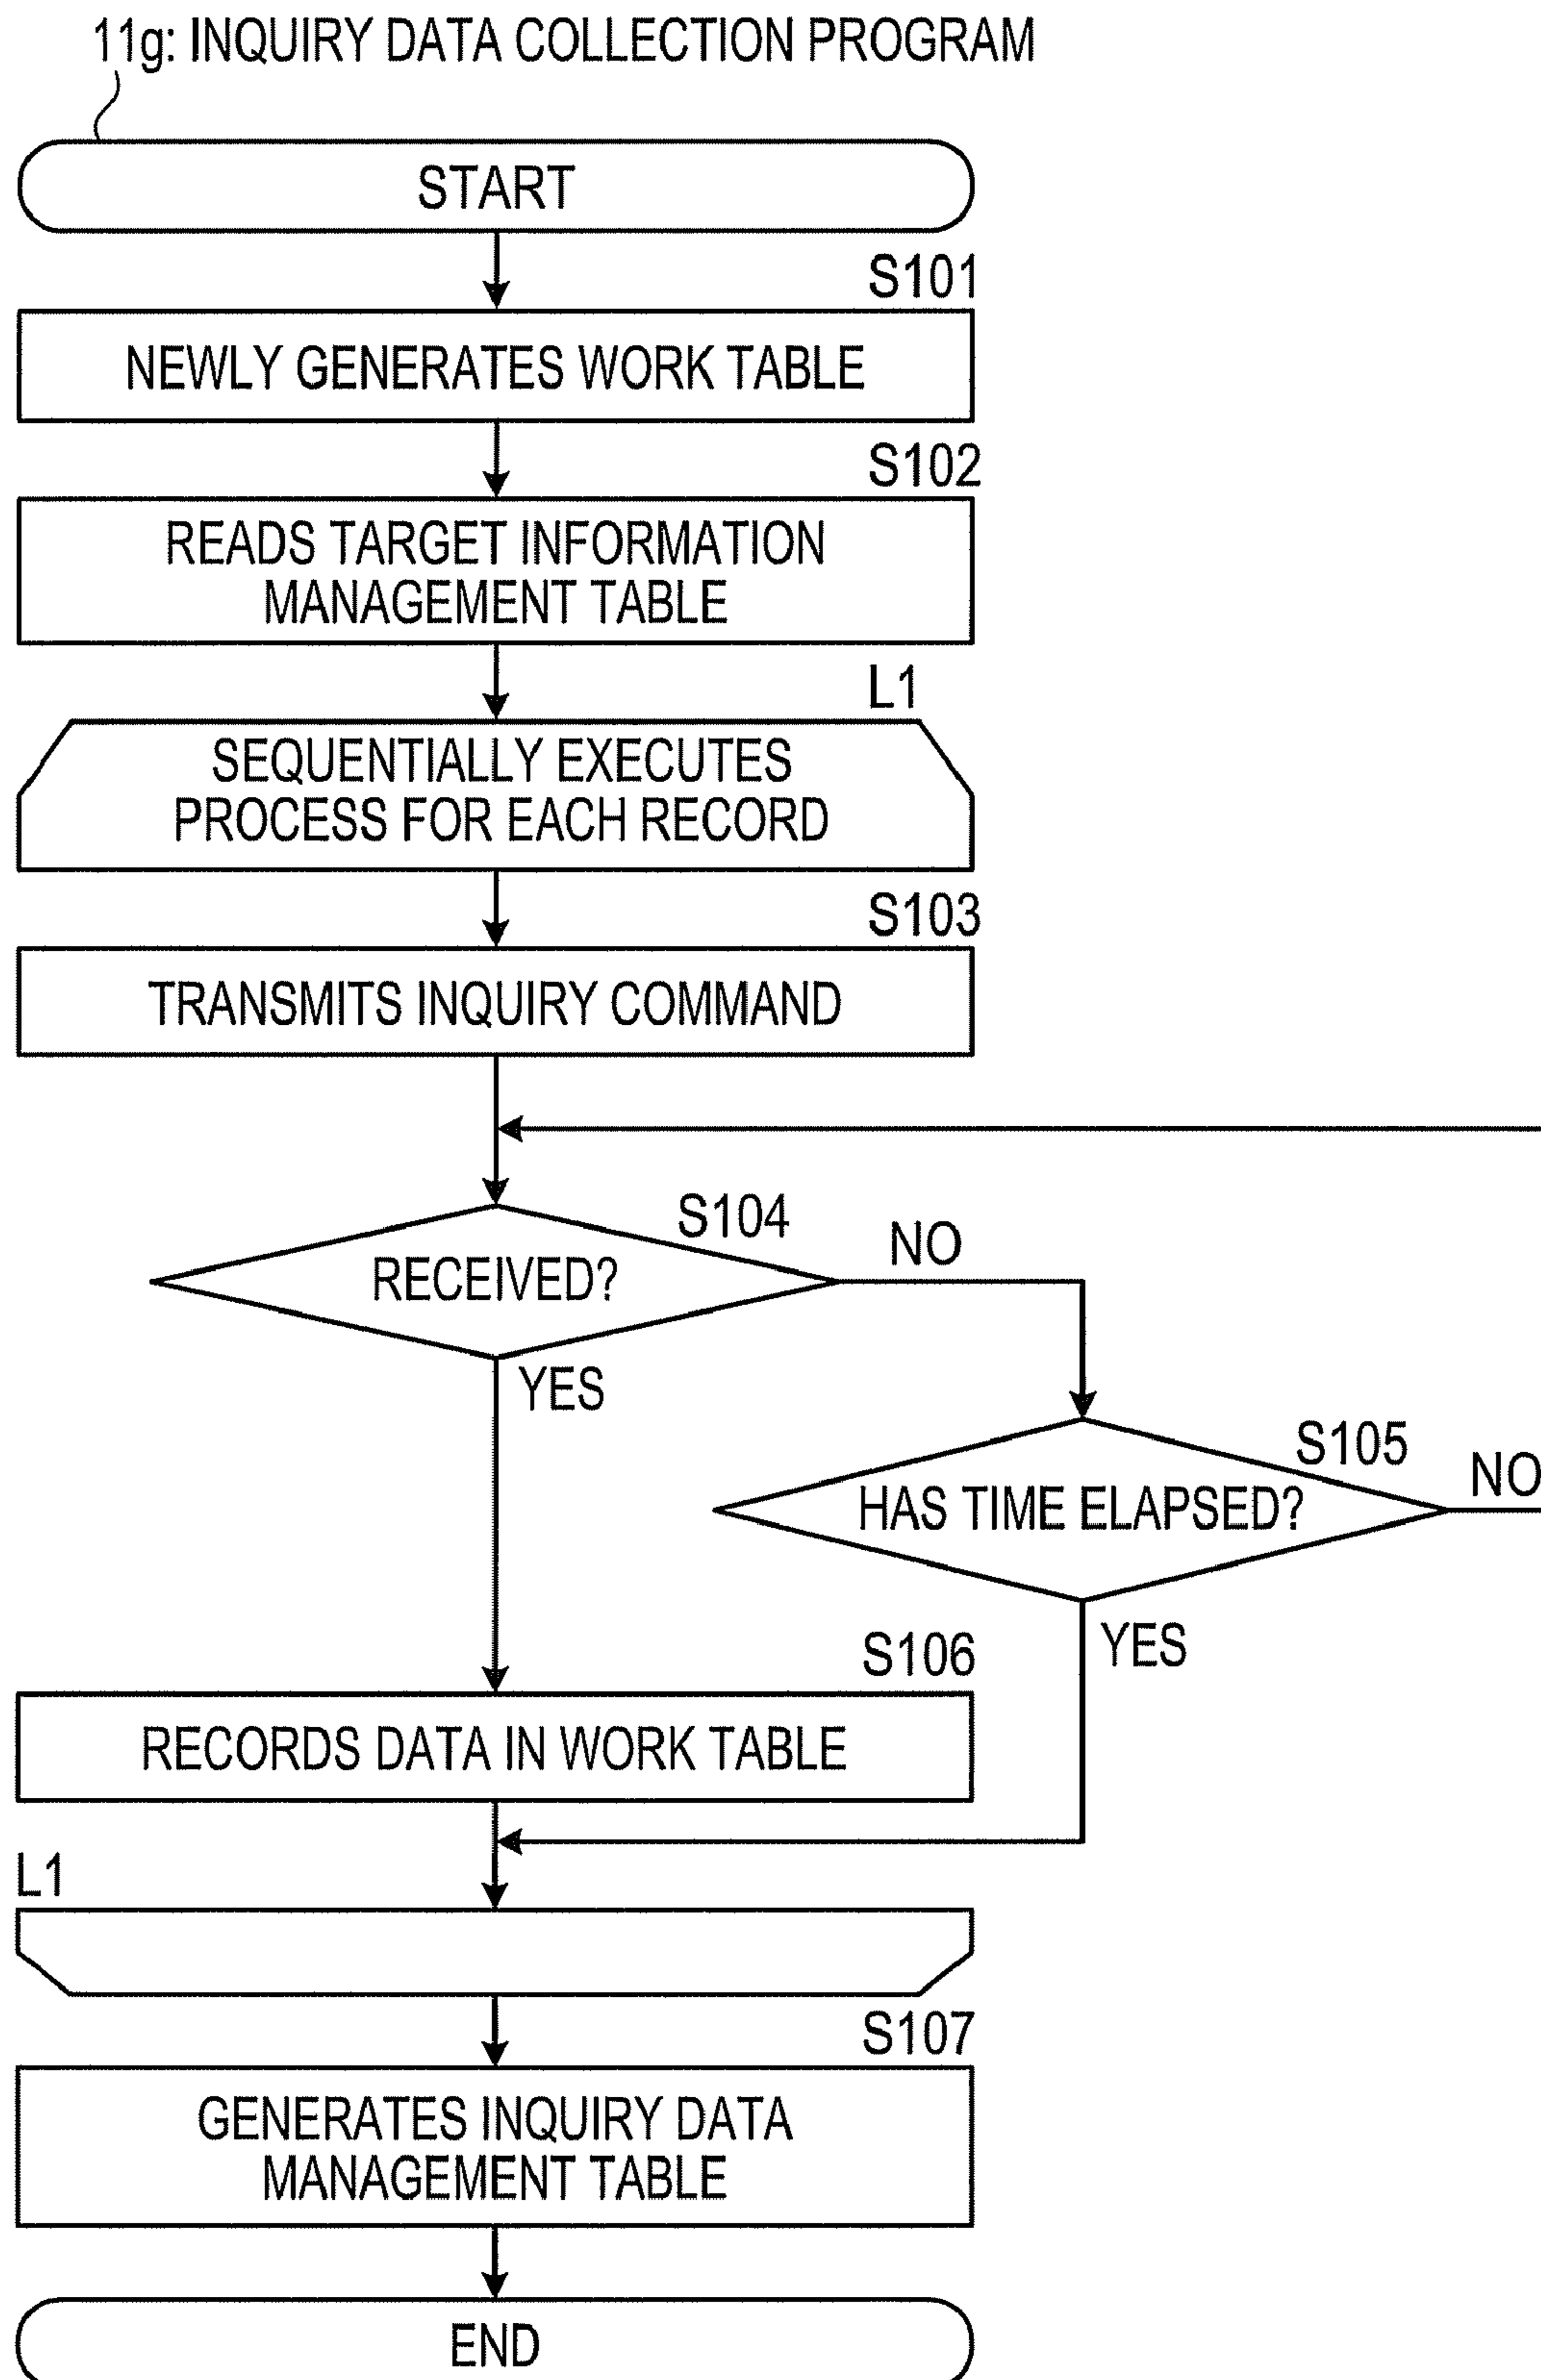 11g: INQUIRY DATA COLLECTION PROGRAM
START
S101
NEWLY GENERATES WORK TABLE
S102
READS TARGET INFORMATION
MANAGEMENT TABLE
L1
SEQUENTIALLY EXECUTES
PROCESS FOR EACH RECORD
S103
TRANSMITS INQUIRY COMMAND
S104
RECEIVED?
NO
YES
S105
HAS TIME ELAPSED?
NO
YES
S106
RECORDS DATA IN WORK TABLE
L1
S107
GENERATES INQUIRY DATA
MANAGEMENT TABLE
END